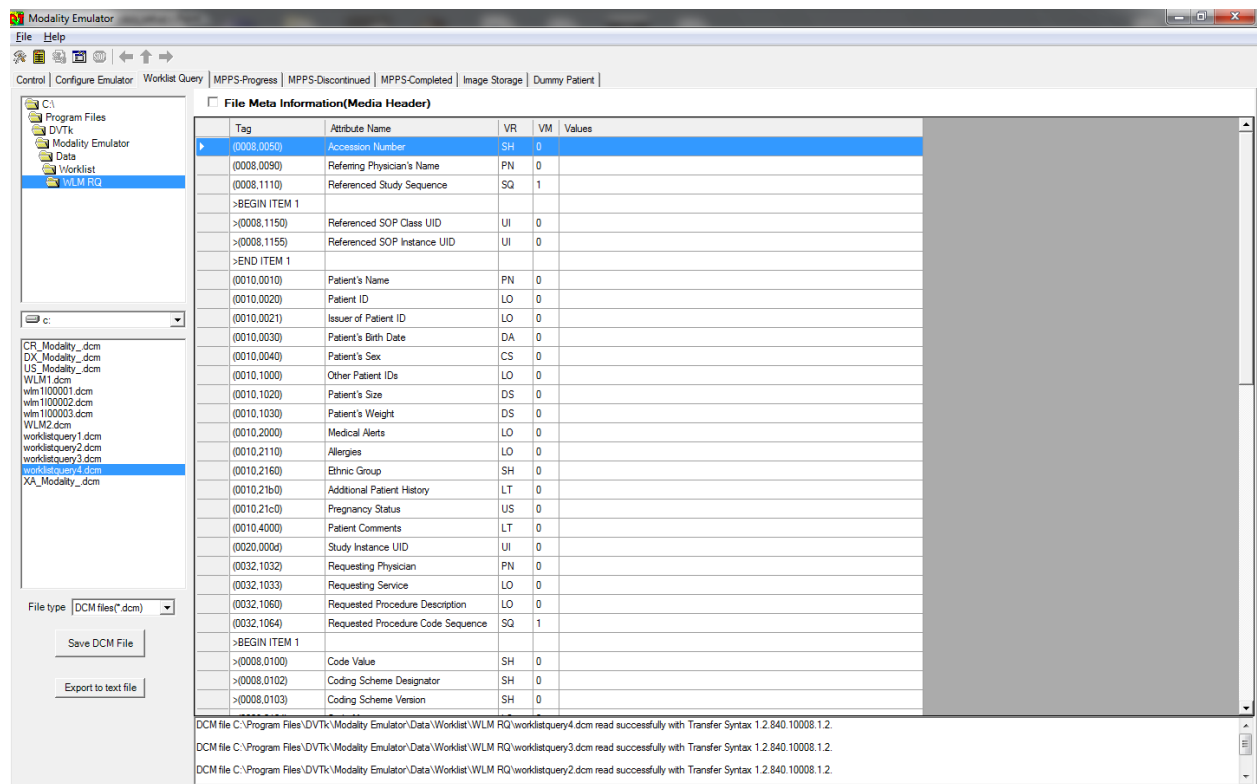 Modality Emulator
File Help
Control Configure Emulator Worklist Query MPPS-Progress MPPS-Discontinued MPPS-Completed Image Storage Dummy Patient
C:\
Program Files
DVTk
Modality Emulator
Data
Worklist
WLM RQ
c:
CR_Modality_.dcm
DX_Modality_.dcm
US_Modality_.dcm
WLM1.dcm
wlm1I00001.dcm
wlm1I00002.dcm
wlm1I00003.dcm
WLM2.dcm
worklistquery1.dcm
worklistquery2.dcm
worklistquery3.dcm
worklistquery4.dcm
XA_Modality_.dcm
File type DCM files(*.dcm)
Save DCM File
Export to text file
File Meta Information(Media Header)
Tag Attribute Name VR VM Values
(0008,0050) Accession Number SH 0
(0008,0090) Referring Physician's Name PN 0
(0008,1110) Referenced Study Sequence SQ 1
>BEGIN ITEM 1
>(0008,1150) Referenced SOP Class UID UI 0
>(0008,1155) Referenced SOP Instance UID UI 0
>END ITEM 1
(0010,0010) Patient's Name PN 0
(0010,0020) Patient ID LO 0
(0010,0021) Issuer of Patient ID LO 0
(0010,0030) Patient's Birth Date DA 0
(0010,0040) Patient's Sex CS 0
(0010,1000) Other Patient IDs LO 0
(0010,1020) Patient's Size DS 0
(0010,1030) Patient's Weight DS 0
(0010,2000) Medical Alerts LO 0
(0010,2110) Allergies LO 0
(0010,2160) Ethnic Group SH 0
(0010,21b0) Additional Patient History LT 0
(0010,21c0) Pregnancy Status US 0
(0010,4000) Patient Comments LT 0
(0020,000d) Study Instance UID UI 0
(0032,1032) Requesting Physician PN 0
(0032,1033) Requesting Service LO 0
(0032,1060) Requested Procedure Description LO 0
(0032,1064) Requested Procedure Code Sequence SQ 1
>BEGIN ITEM 1
>(0008,0100) Code Value SH 0
>(0008,0102) Coding Scheme Designator SH 0
>(0008,0103) Coding Scheme Version SH 0
DCM file C:\Program Files\DVTk\Modality Emulator\Data\Worklist\WLM RQ\worklistquery4.dcm read successfully with Transfer Syntax 1.2.840.10008.1.2.
DCM file C:\Program Files\DVTk\Modality Emulator\Data\Worklist\WLM RQ\worklistquery3.dcm read successfully with Transfer Syntax 1.2.840.10008.1.2.
DCM file C:\Program Files\DVTk\Modality Emulator\Data\Worklist\WLM RQ\worklistquery2.dcm read successfully with Transfer Syntax 1.2.840.10008.1.2.